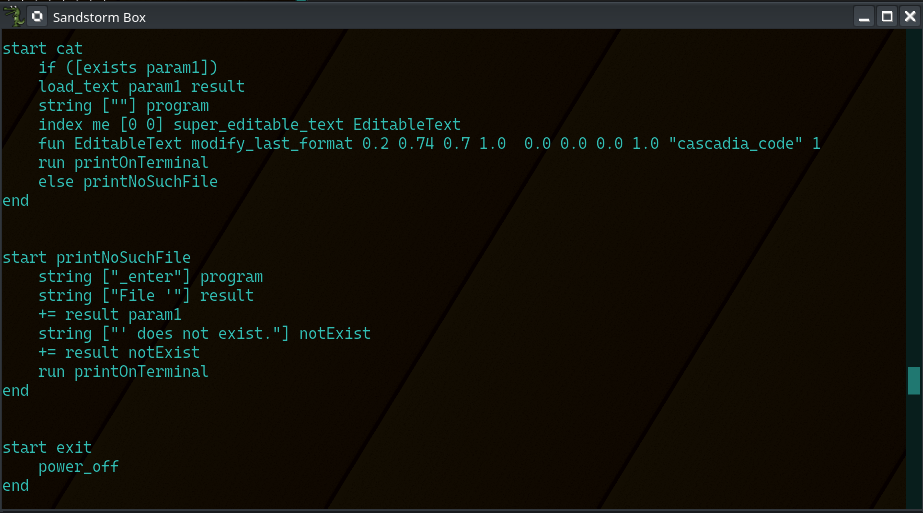 Sandstorm Box
start cat
    if ([exists param1])
    load_text param1 result
    string [""] program
    index me [0 0] super_editable_text EditableText
    fun EditableText modify_last_format 0.2 0.74 0.7 1.0  0.0 0.0 0.0 1.0 "cascadia_code" 1
    run printOnTerminal
    else printNoSuchFile
end
start printNoSuchFile
    string ["_enter"] program
    string ["File '"] result
    += result param1
    string ["' does not exist."] notExist
    += result notExist
    run printOnTerminal
end
start exit
    power_off
end